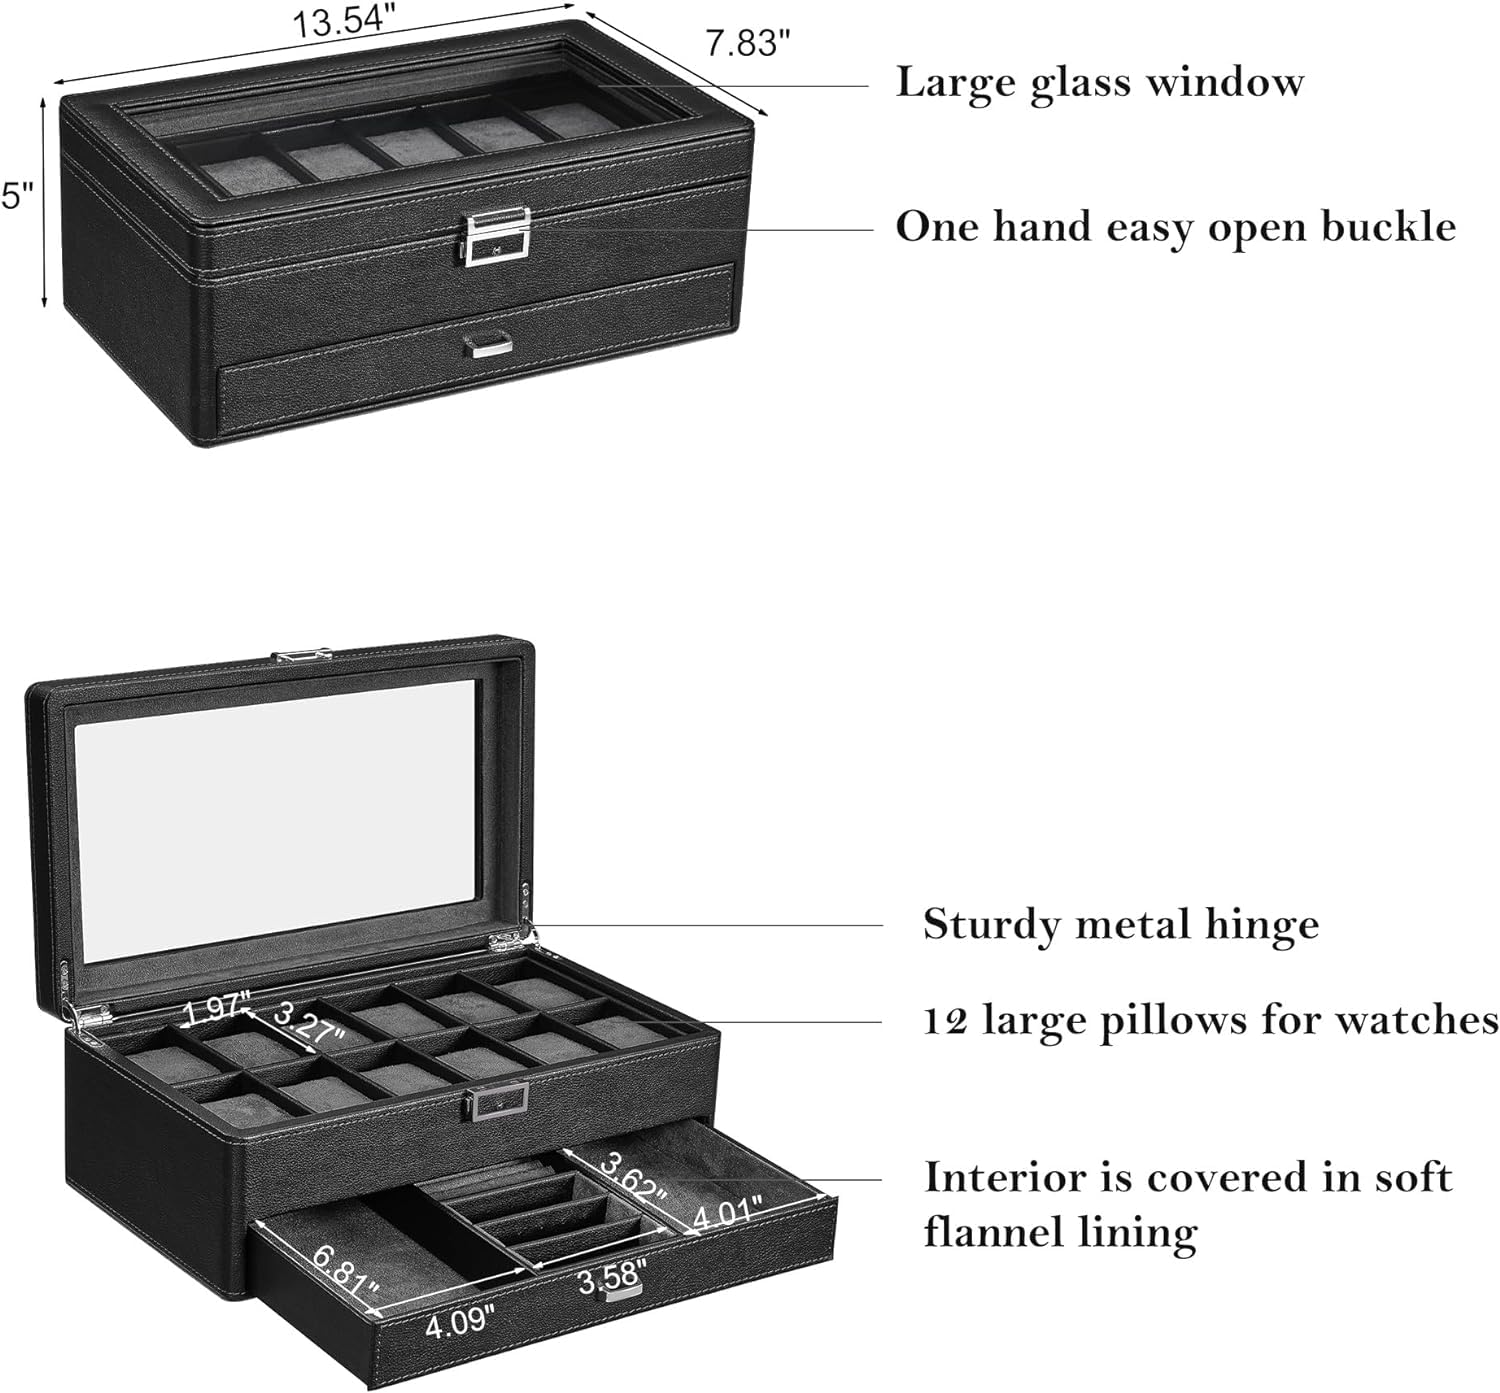 13.54"
7.83"
5"
Large glass window
One hand easy open buckle
Sturdy metal hinge
1.97"
3.27"
12 large pillows for watches
3.62"
4.01"
Interior is covered in soft
flannel lining
6.81"
3.58"
4.09"